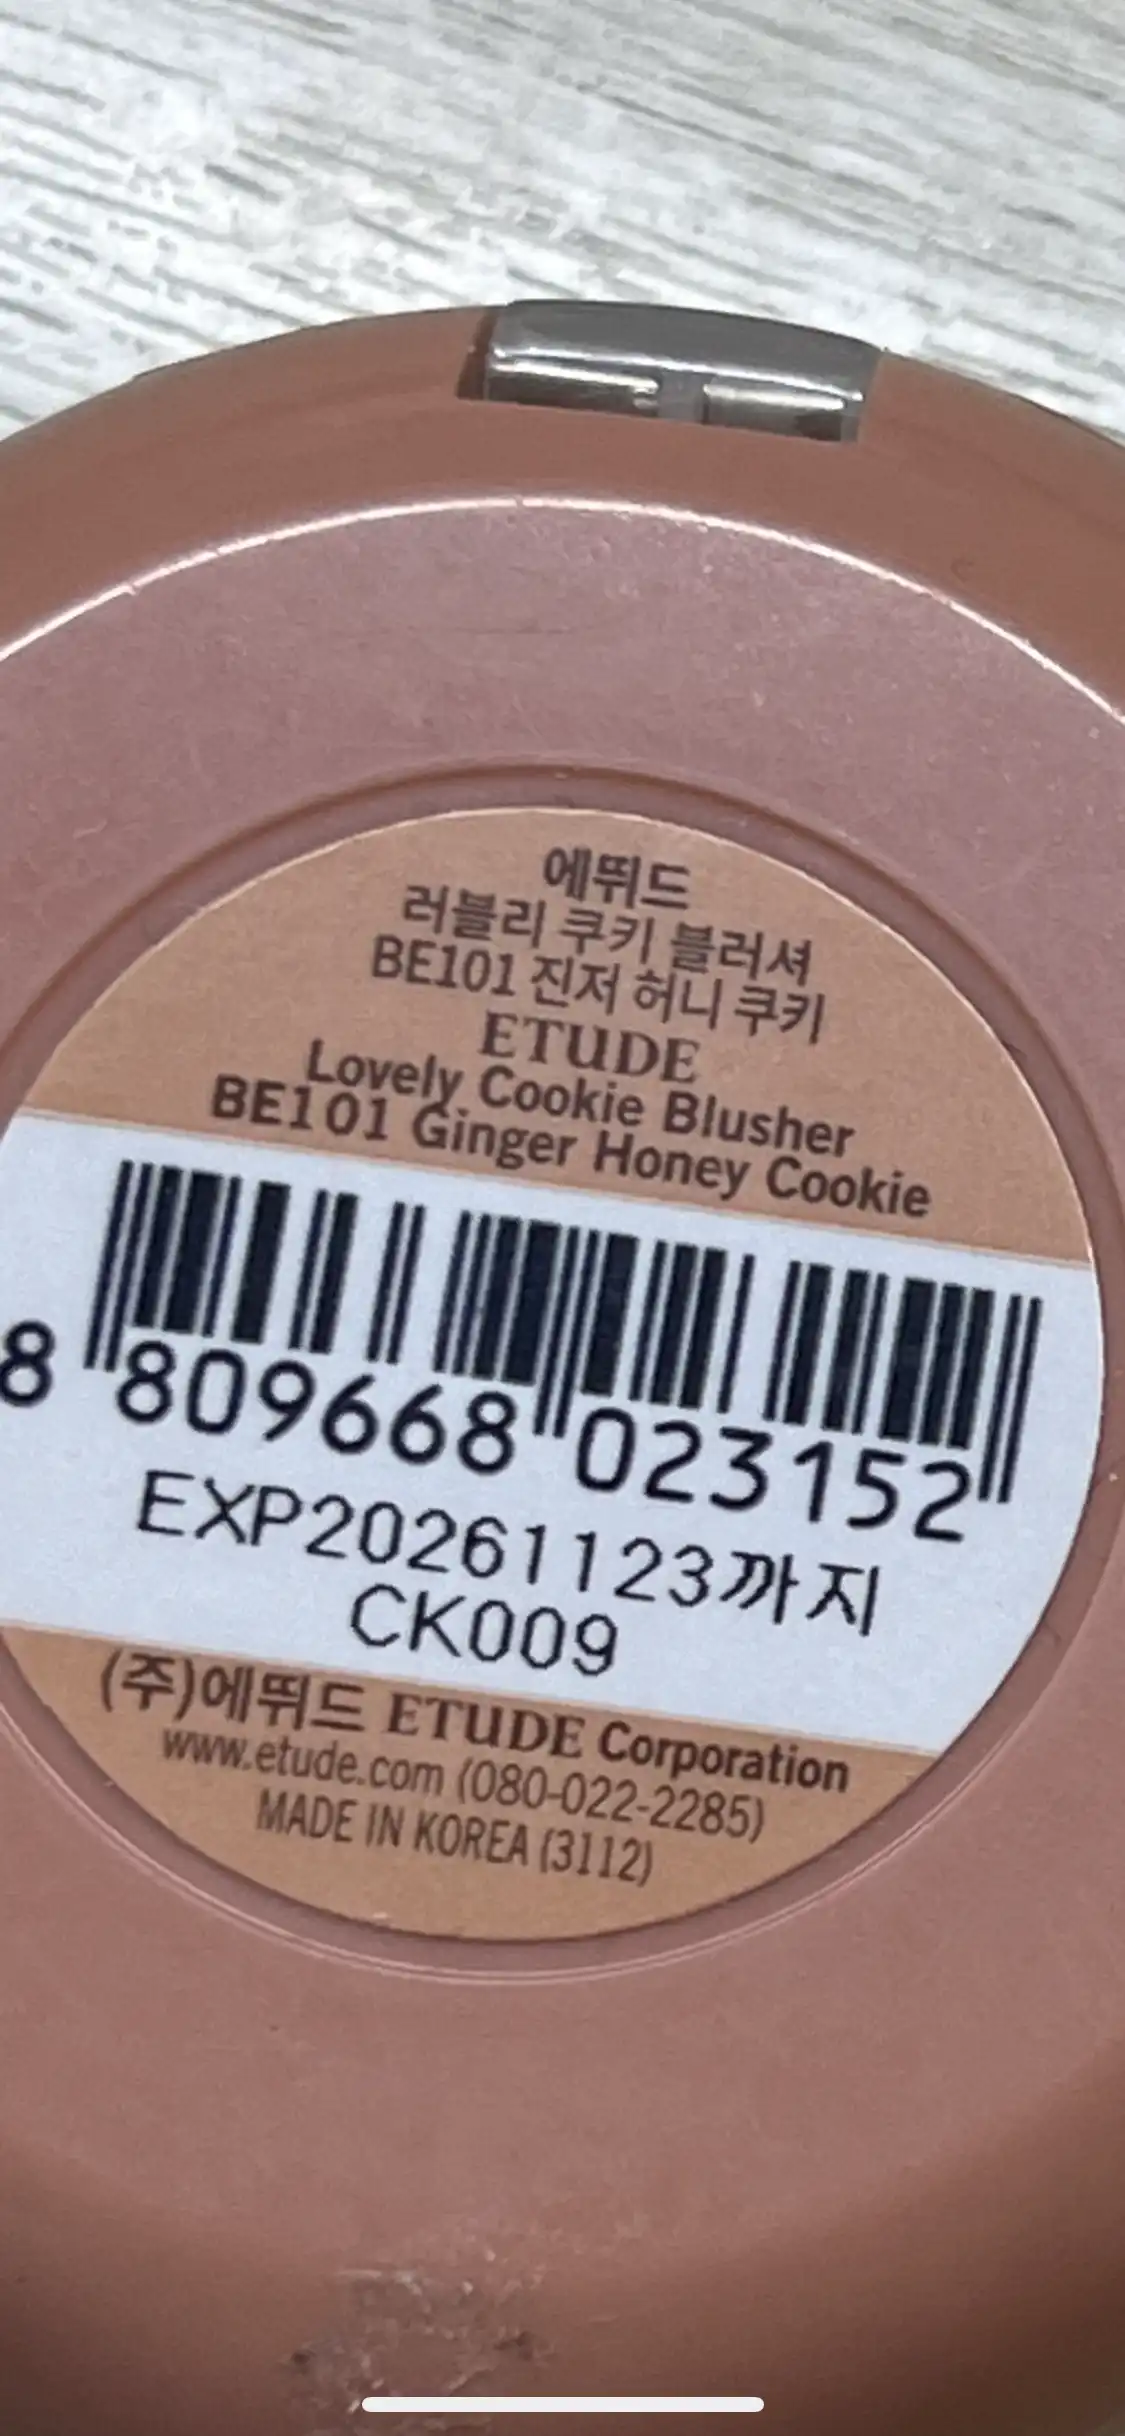 에뛰드
러블리 쿠키 블러셔
BE101 진저 허니 쿠키
ETUDE
Lovely Cookie Blusher
BE101 Ginger Honey Cookie
8 809668 023152
EXP20261123까지
CK009
(주)에뛰드 ETUDE Corporation
www.etude.com (080-022-2285)
MADE IN KOREA (3112)